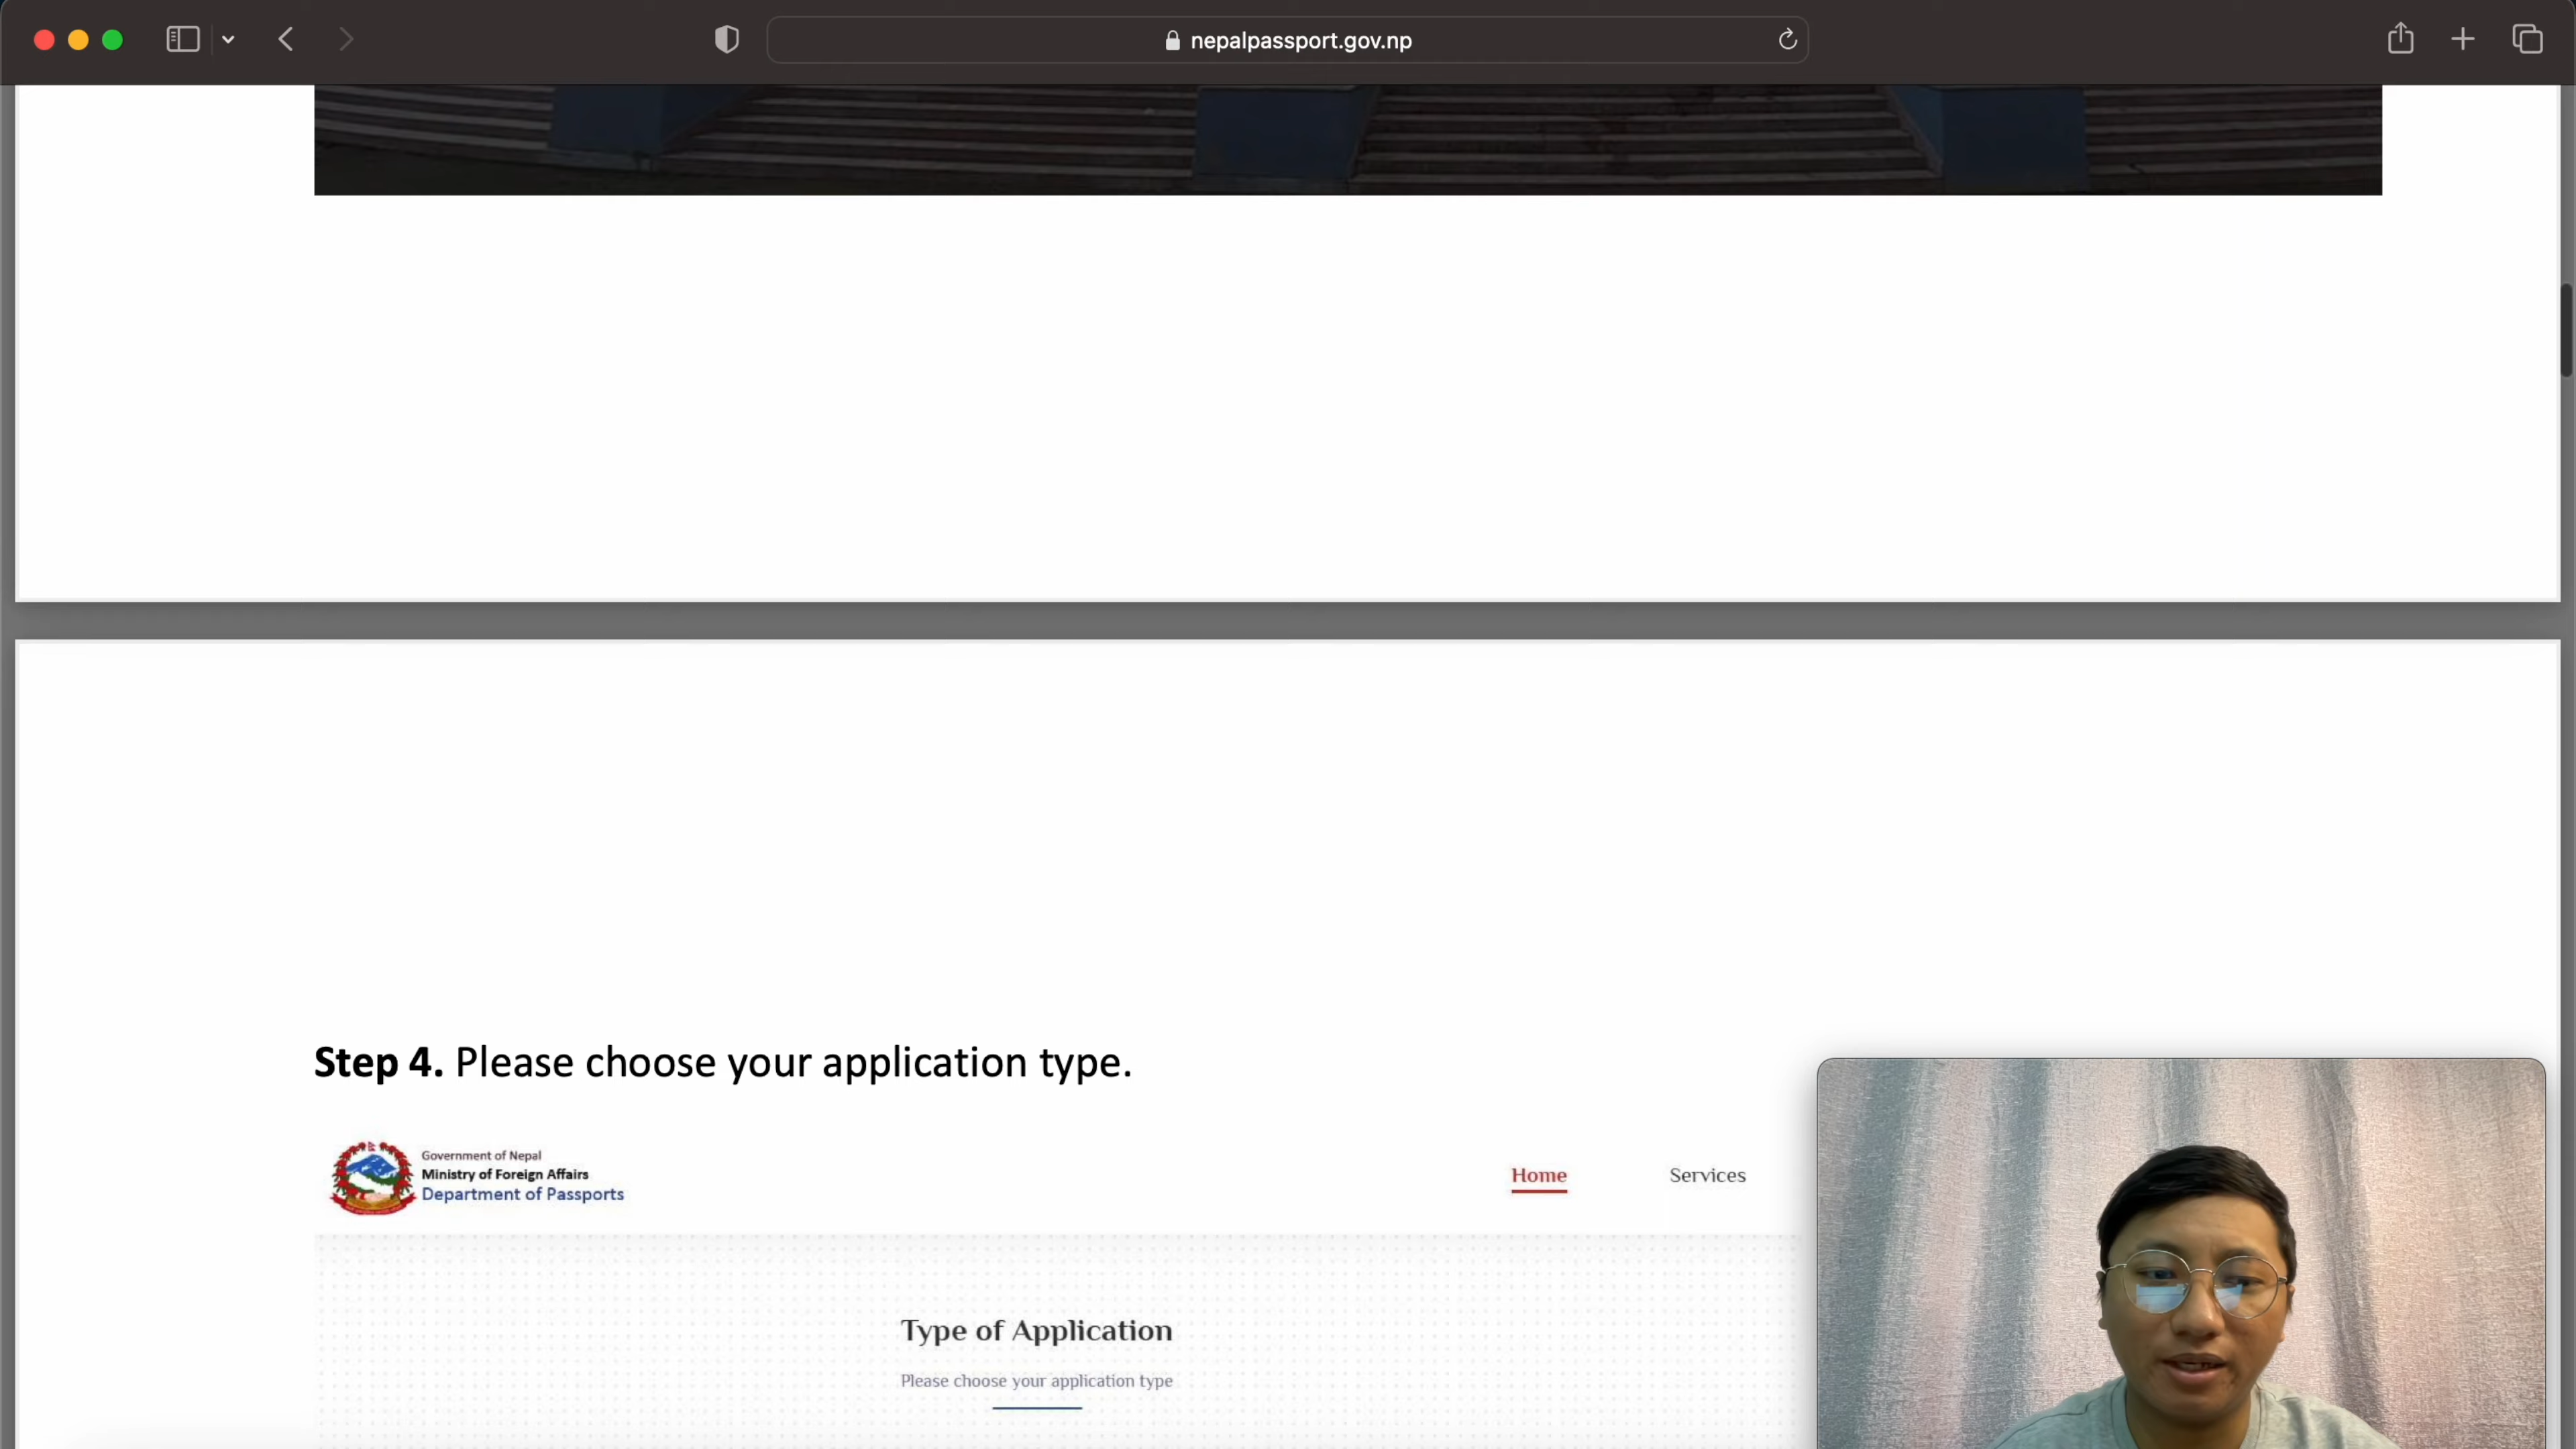 nepalpassport.gov.np
Step 4. Please choose your application type.
Government of Nepal
Ministry of Foreign Affairs
Department of Passports
Home
Services
Type of Application
Please choose your application type